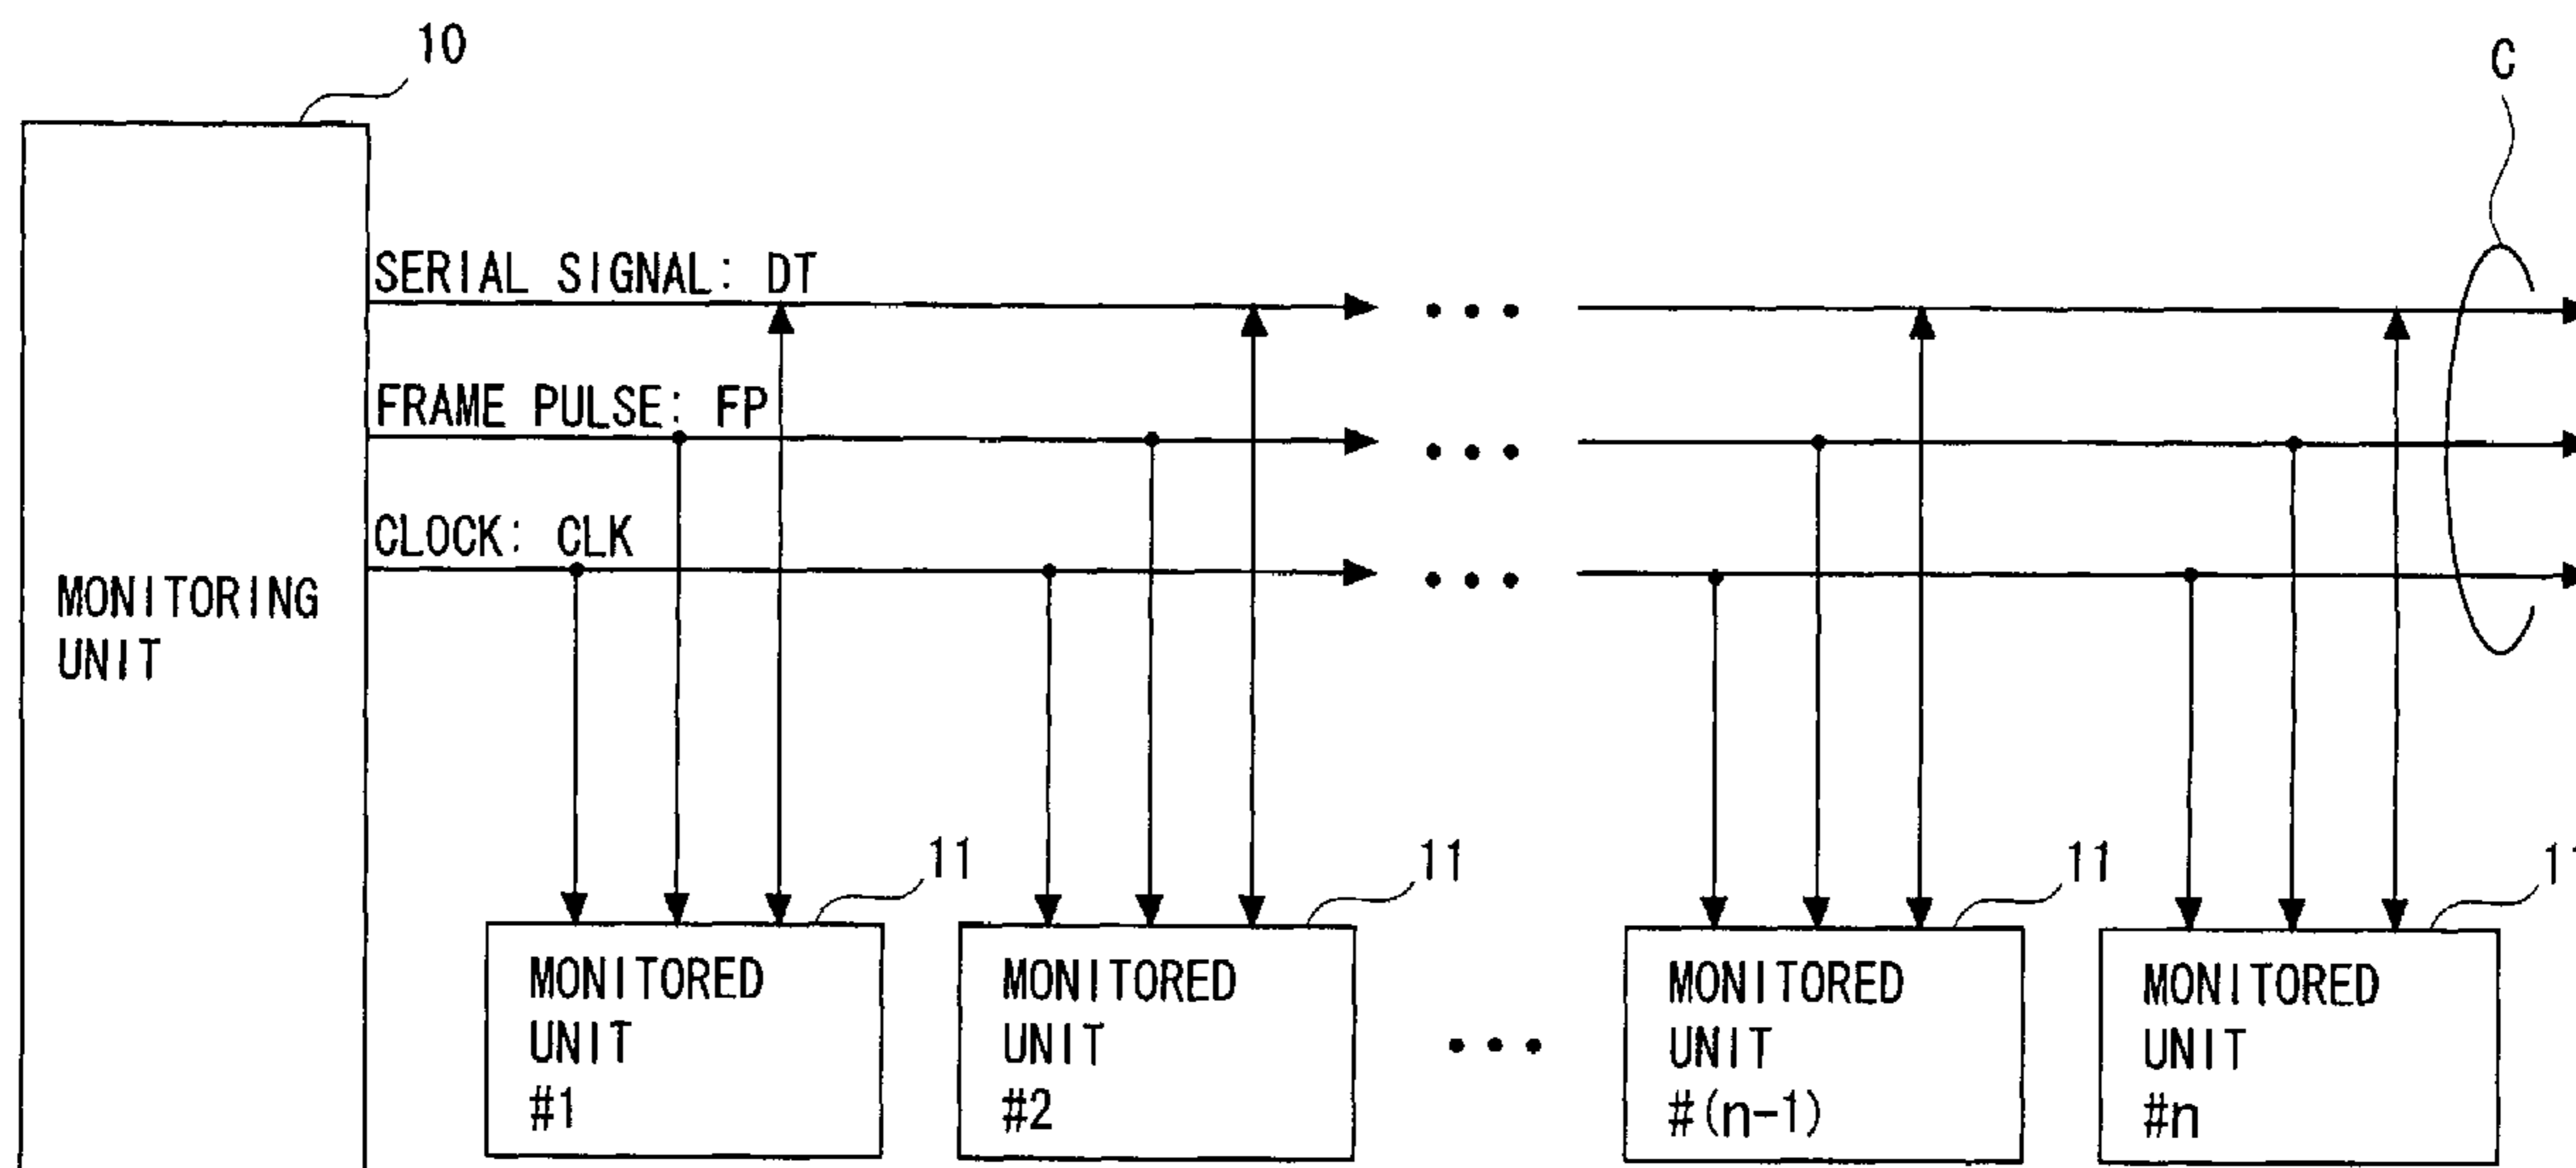 10
C
SERIAL SIGNAL: DT
FRAME PULSE: FP
CLOCK: CLK
MONITORING
UNIT
11
11
11
MONITORED
UNIT
#1
MONITORED
UNIT
#2
MONITORED
UNIT
#(n-1)
MONITORED
UNIT
#n